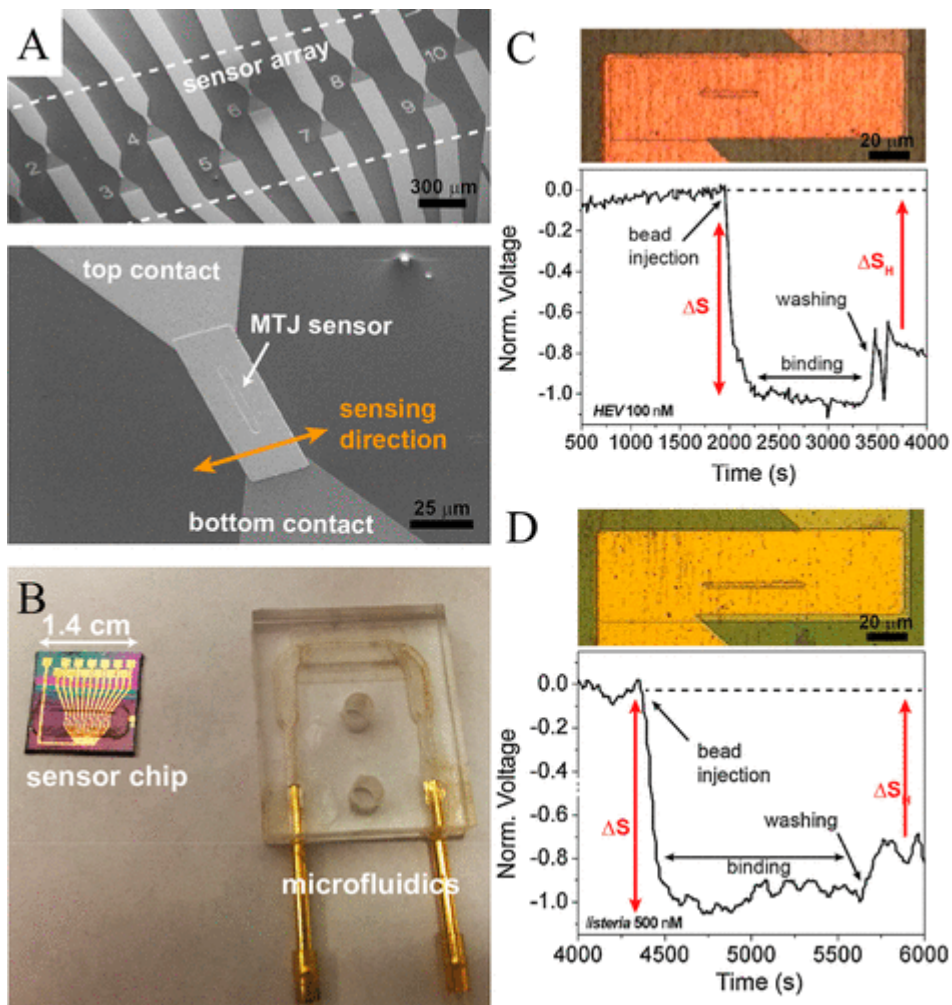 A
sensor array
2
3
4
5
6
7
8
9
10
300 μm
top contact
MTJ sensor
sensing
direction
bottom contact
25 μm
B
1.4 cm
sensor chip
microfluidics
C
20 μm
Norm. Voltage
0.0
-0.2
-0.4
-0.6
-0.8
-1.0
bead
injection
ΔS
ΔS_H
washing
binding
HEV 100 nM
500 1000 1500 2000 2500 3000 3500 4000
Time (s)
D
20 μm
Norm. Voltage
0.0
-0.2
-0.4
-0.6
-0.8
-1.0
bead
injection
ΔS
ΔS_H
washing
binding
listeria 500 nM
4000 4500 5000 5500 6000
Time (s)